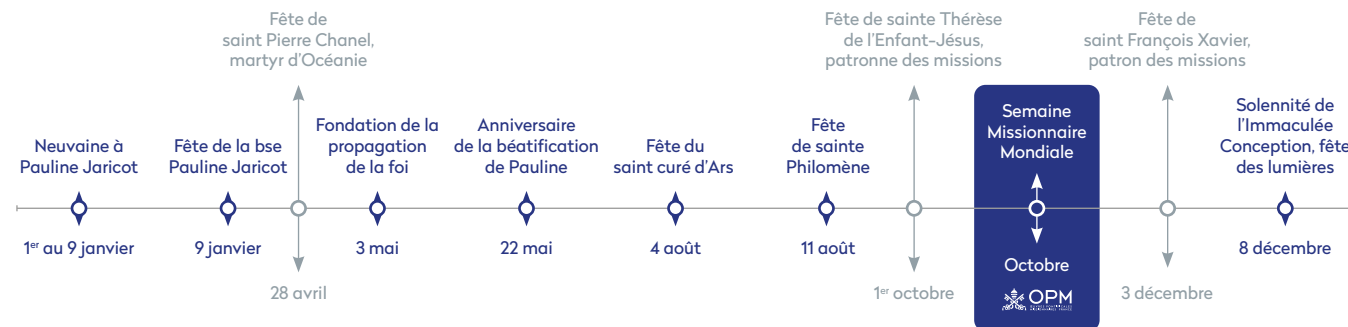 Neuvaine à
Pauline Jaricot
1er au 9 janvier
Fête de la bse
Pauline Jaricot
9 janvier
Fête de
saint Pierre Chanel,
martyr d'Océanie
28 avril
Fondation de la
propagation
de la foi
3 mai
Anniversaire
de la béatification
de Pauline
22 mai
Fête du
saint curé d'Ars
4 août
Fête
de sainte
Philomène
11 août
Fête de sainte Thérèse
de l'Enfant-Jésus,
patronne des missions
1er octobre
Semaine
Missionnaire
Mondiale
Octobre
OPM
Fête de
saint François Xavier,
patron des missions
3 décembre
Solennité de
l'Immaculée
Conception, fête
des lumières
8 décembre